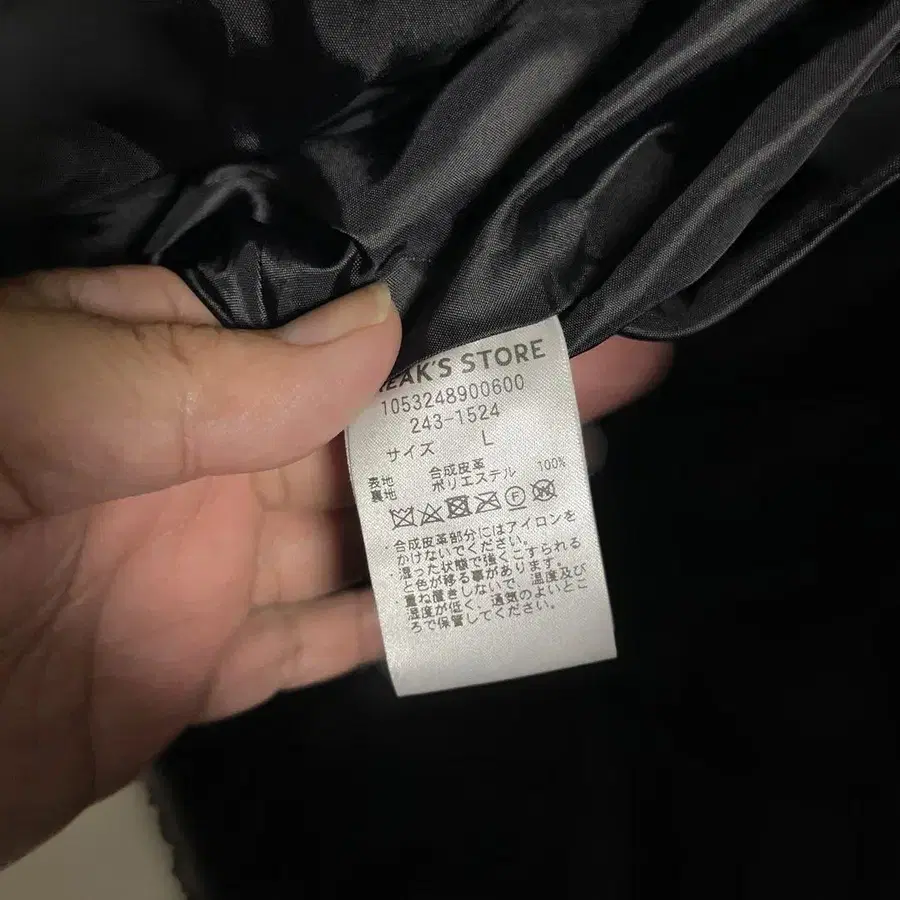 EAK'S STORE
1053248900600
243-1524
サイズ L
表地 合成皮革
裏地 ポリエステル 100%
・合成皮革部分にはアイロンを
かけないでください。
・湿った状態で強くこすられる
と色が移る事があります。
・重ね置きしないで、温度及び
湿度が低く、通気のよいとこ
ろで保管してください。